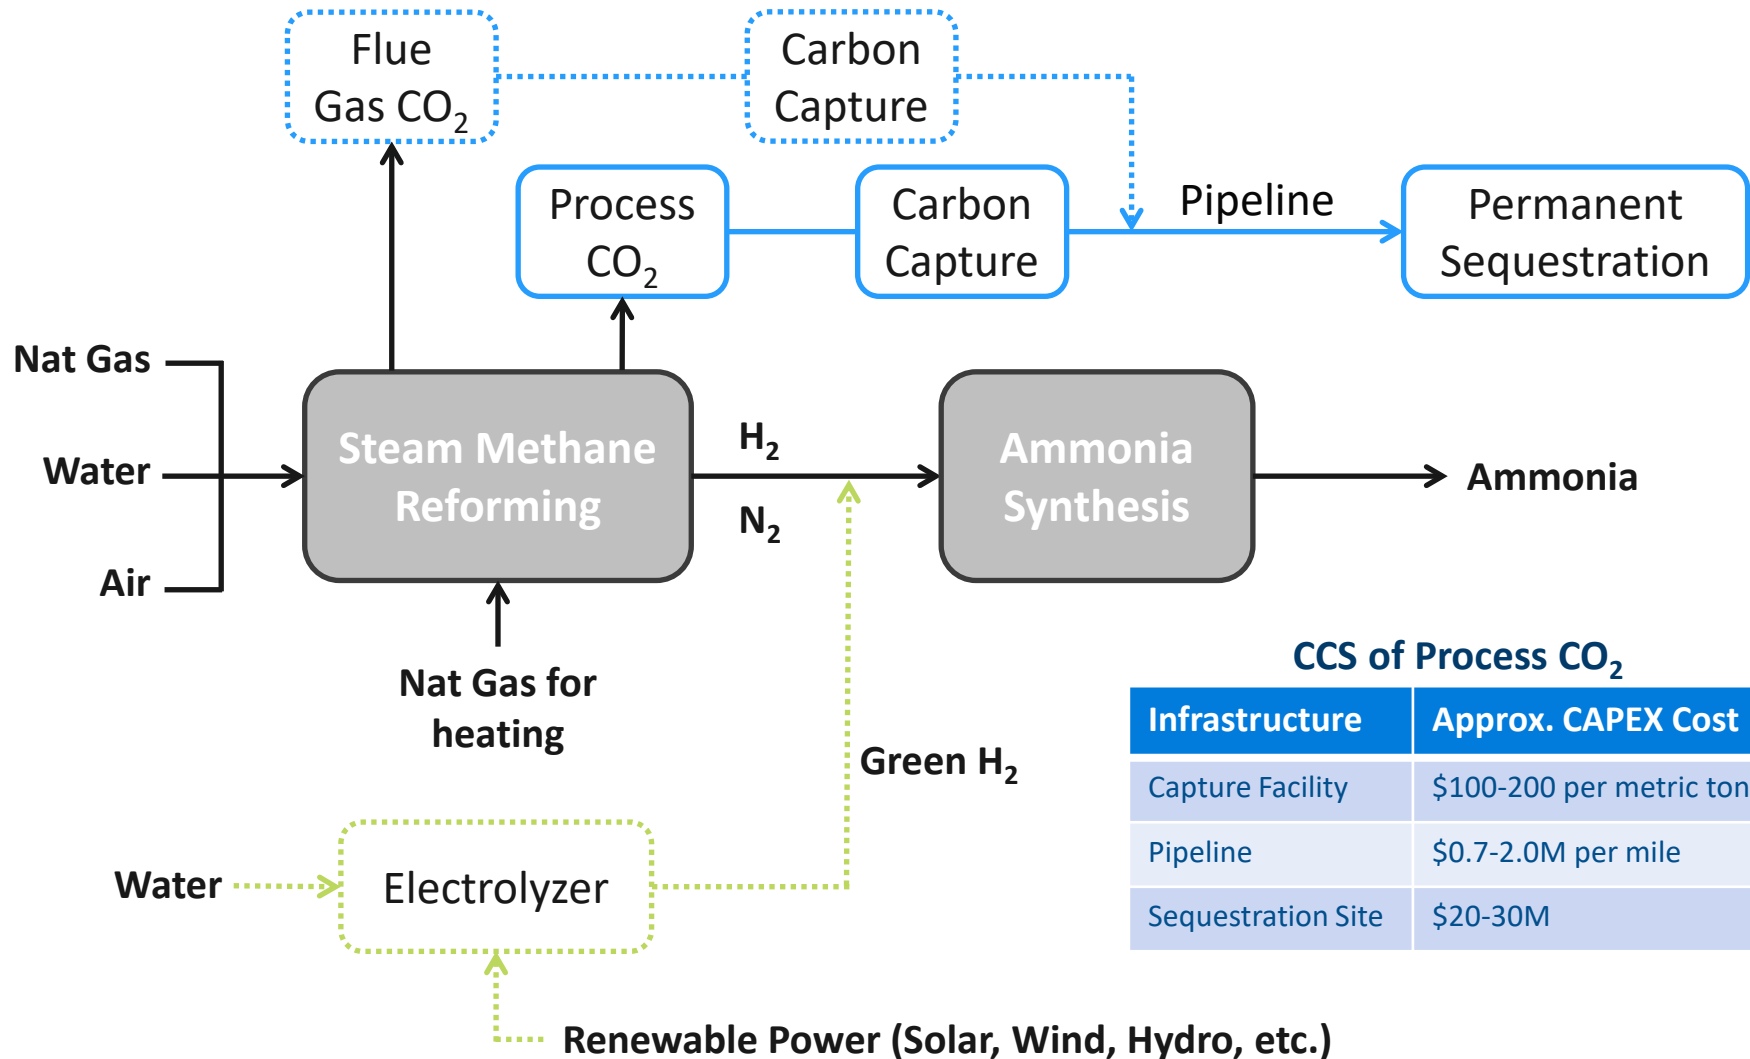 Flue
Gas CO₂
Carbon
Capture
Process
CO₂
Carbon
Capture
Pipeline
Permanent
Sequestration
Nat Gas
Water
Air
Steam Methane
Reforming
H₂
N₂
Ammonia
Synthesis
Ammonia
Nat Gas for
heating
Green H₂
Water
Electrolyzer
Renewable Power (Solar, Wind, Hydro, etc.)
CCS of Process CO₂
Infrastructure Approx. CAPEX Cost
Capture Facility $100-200 per metric ton
Pipeline $0.7-2.0M per mile
Sequestration Site $20-30M